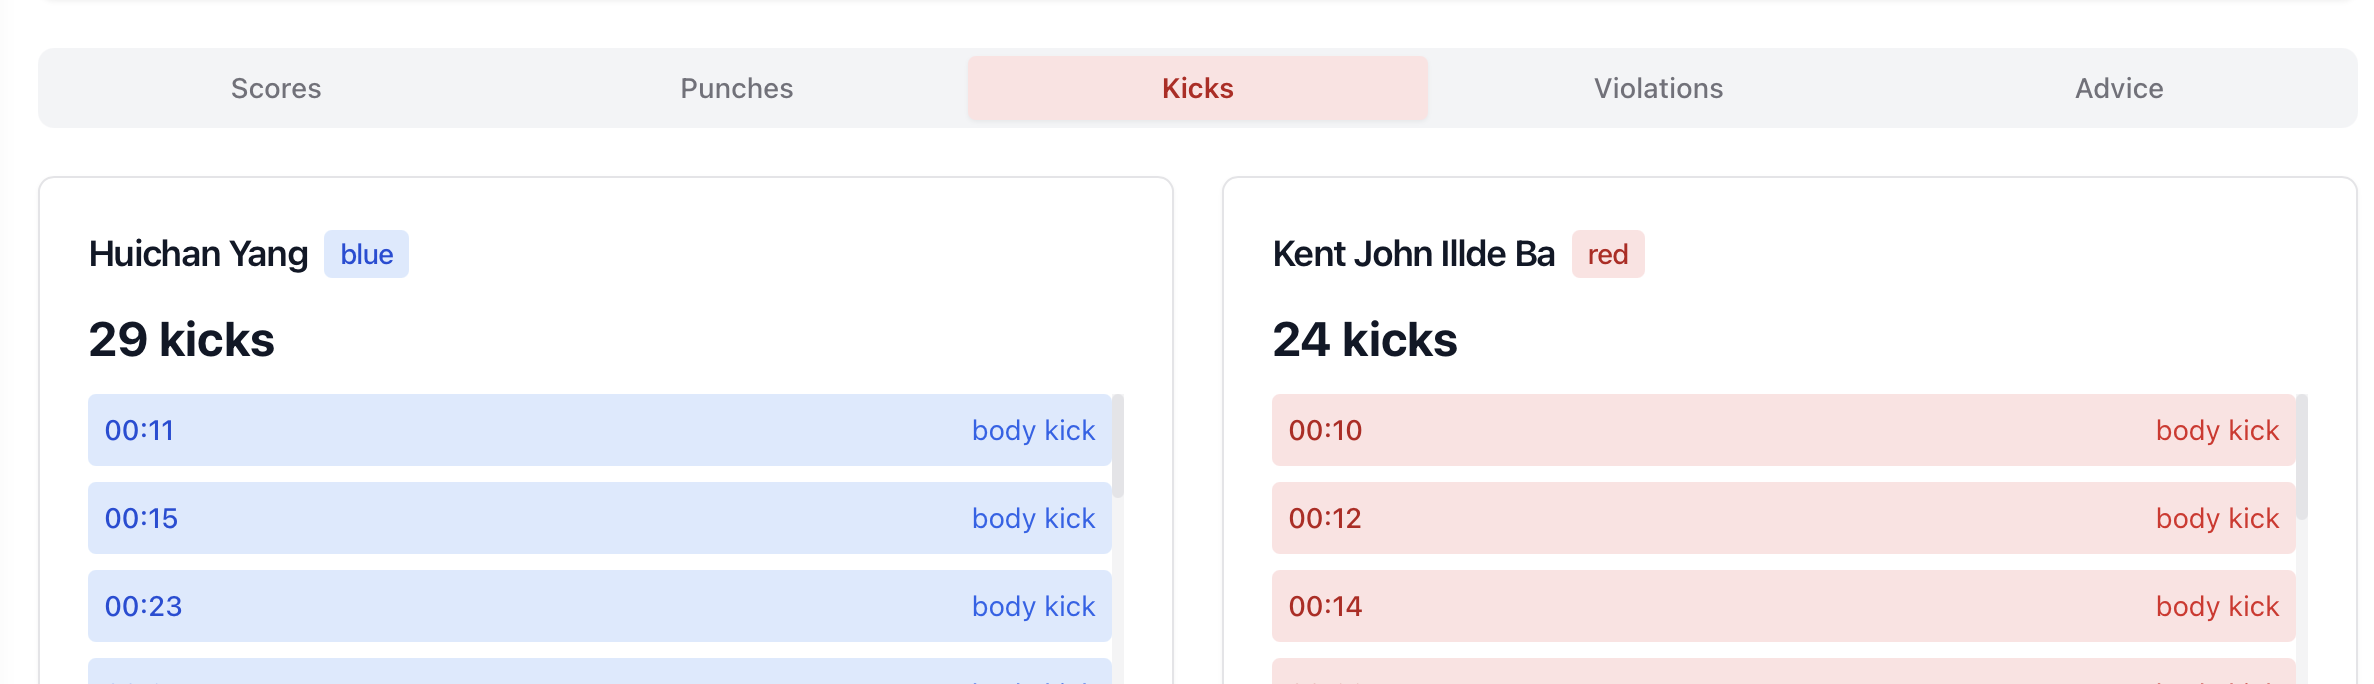 Scores Punches Kicks Violations Advice
Huichan Yang blue
29 kicks
00:11 body kick
00:15 body kick
00:23 body kick
Kent John Illde Ba red
24 kicks
00:10 body kick
00:12 body kick
00:14 body kick